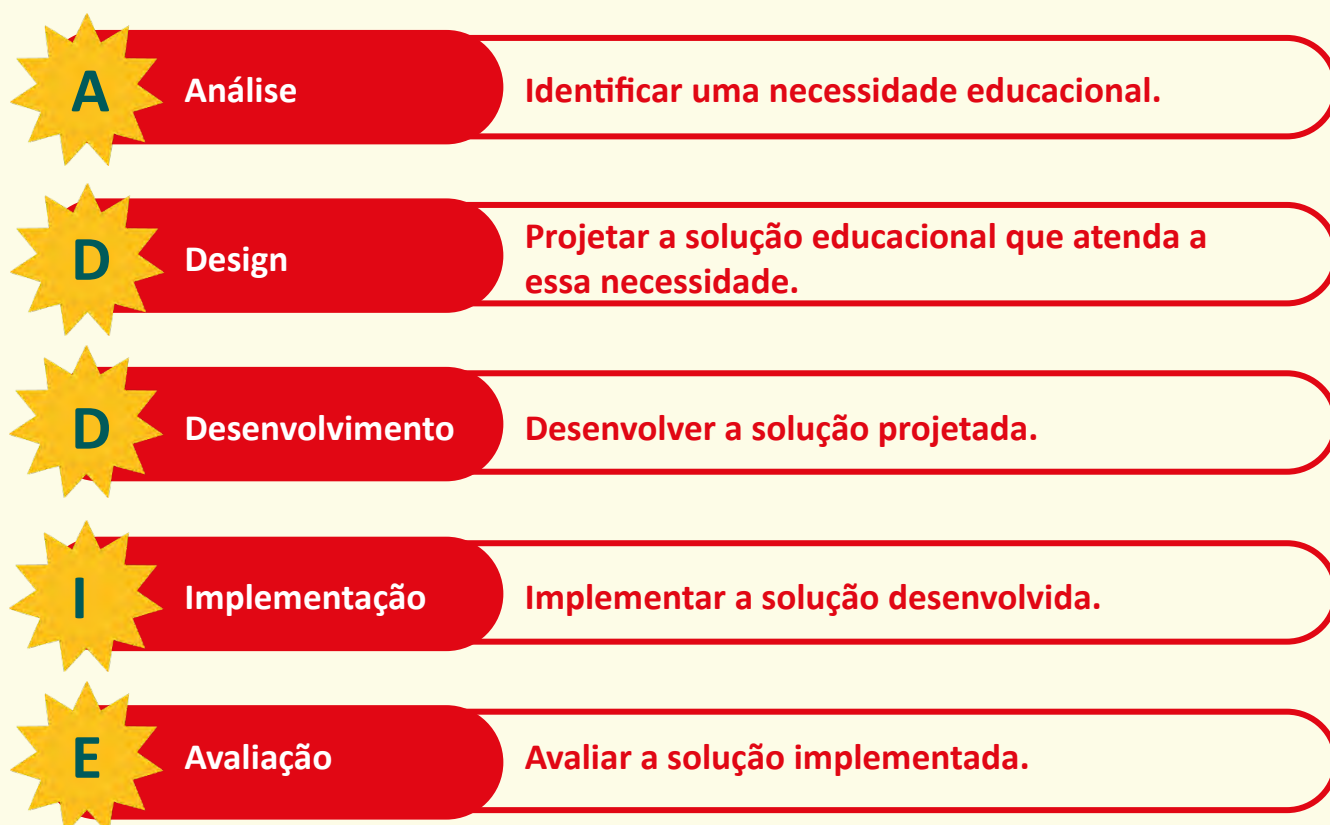 A Análise Identificar uma necessidade educacional.
D Design Projetar a solução educacional que atenda a
essa necessidade.
D Desenvolvimento Desenvolver a solução projetada.
I Implementação Implementar a solução desenvolvida.
E Avaliação Avaliar a solução implementada.